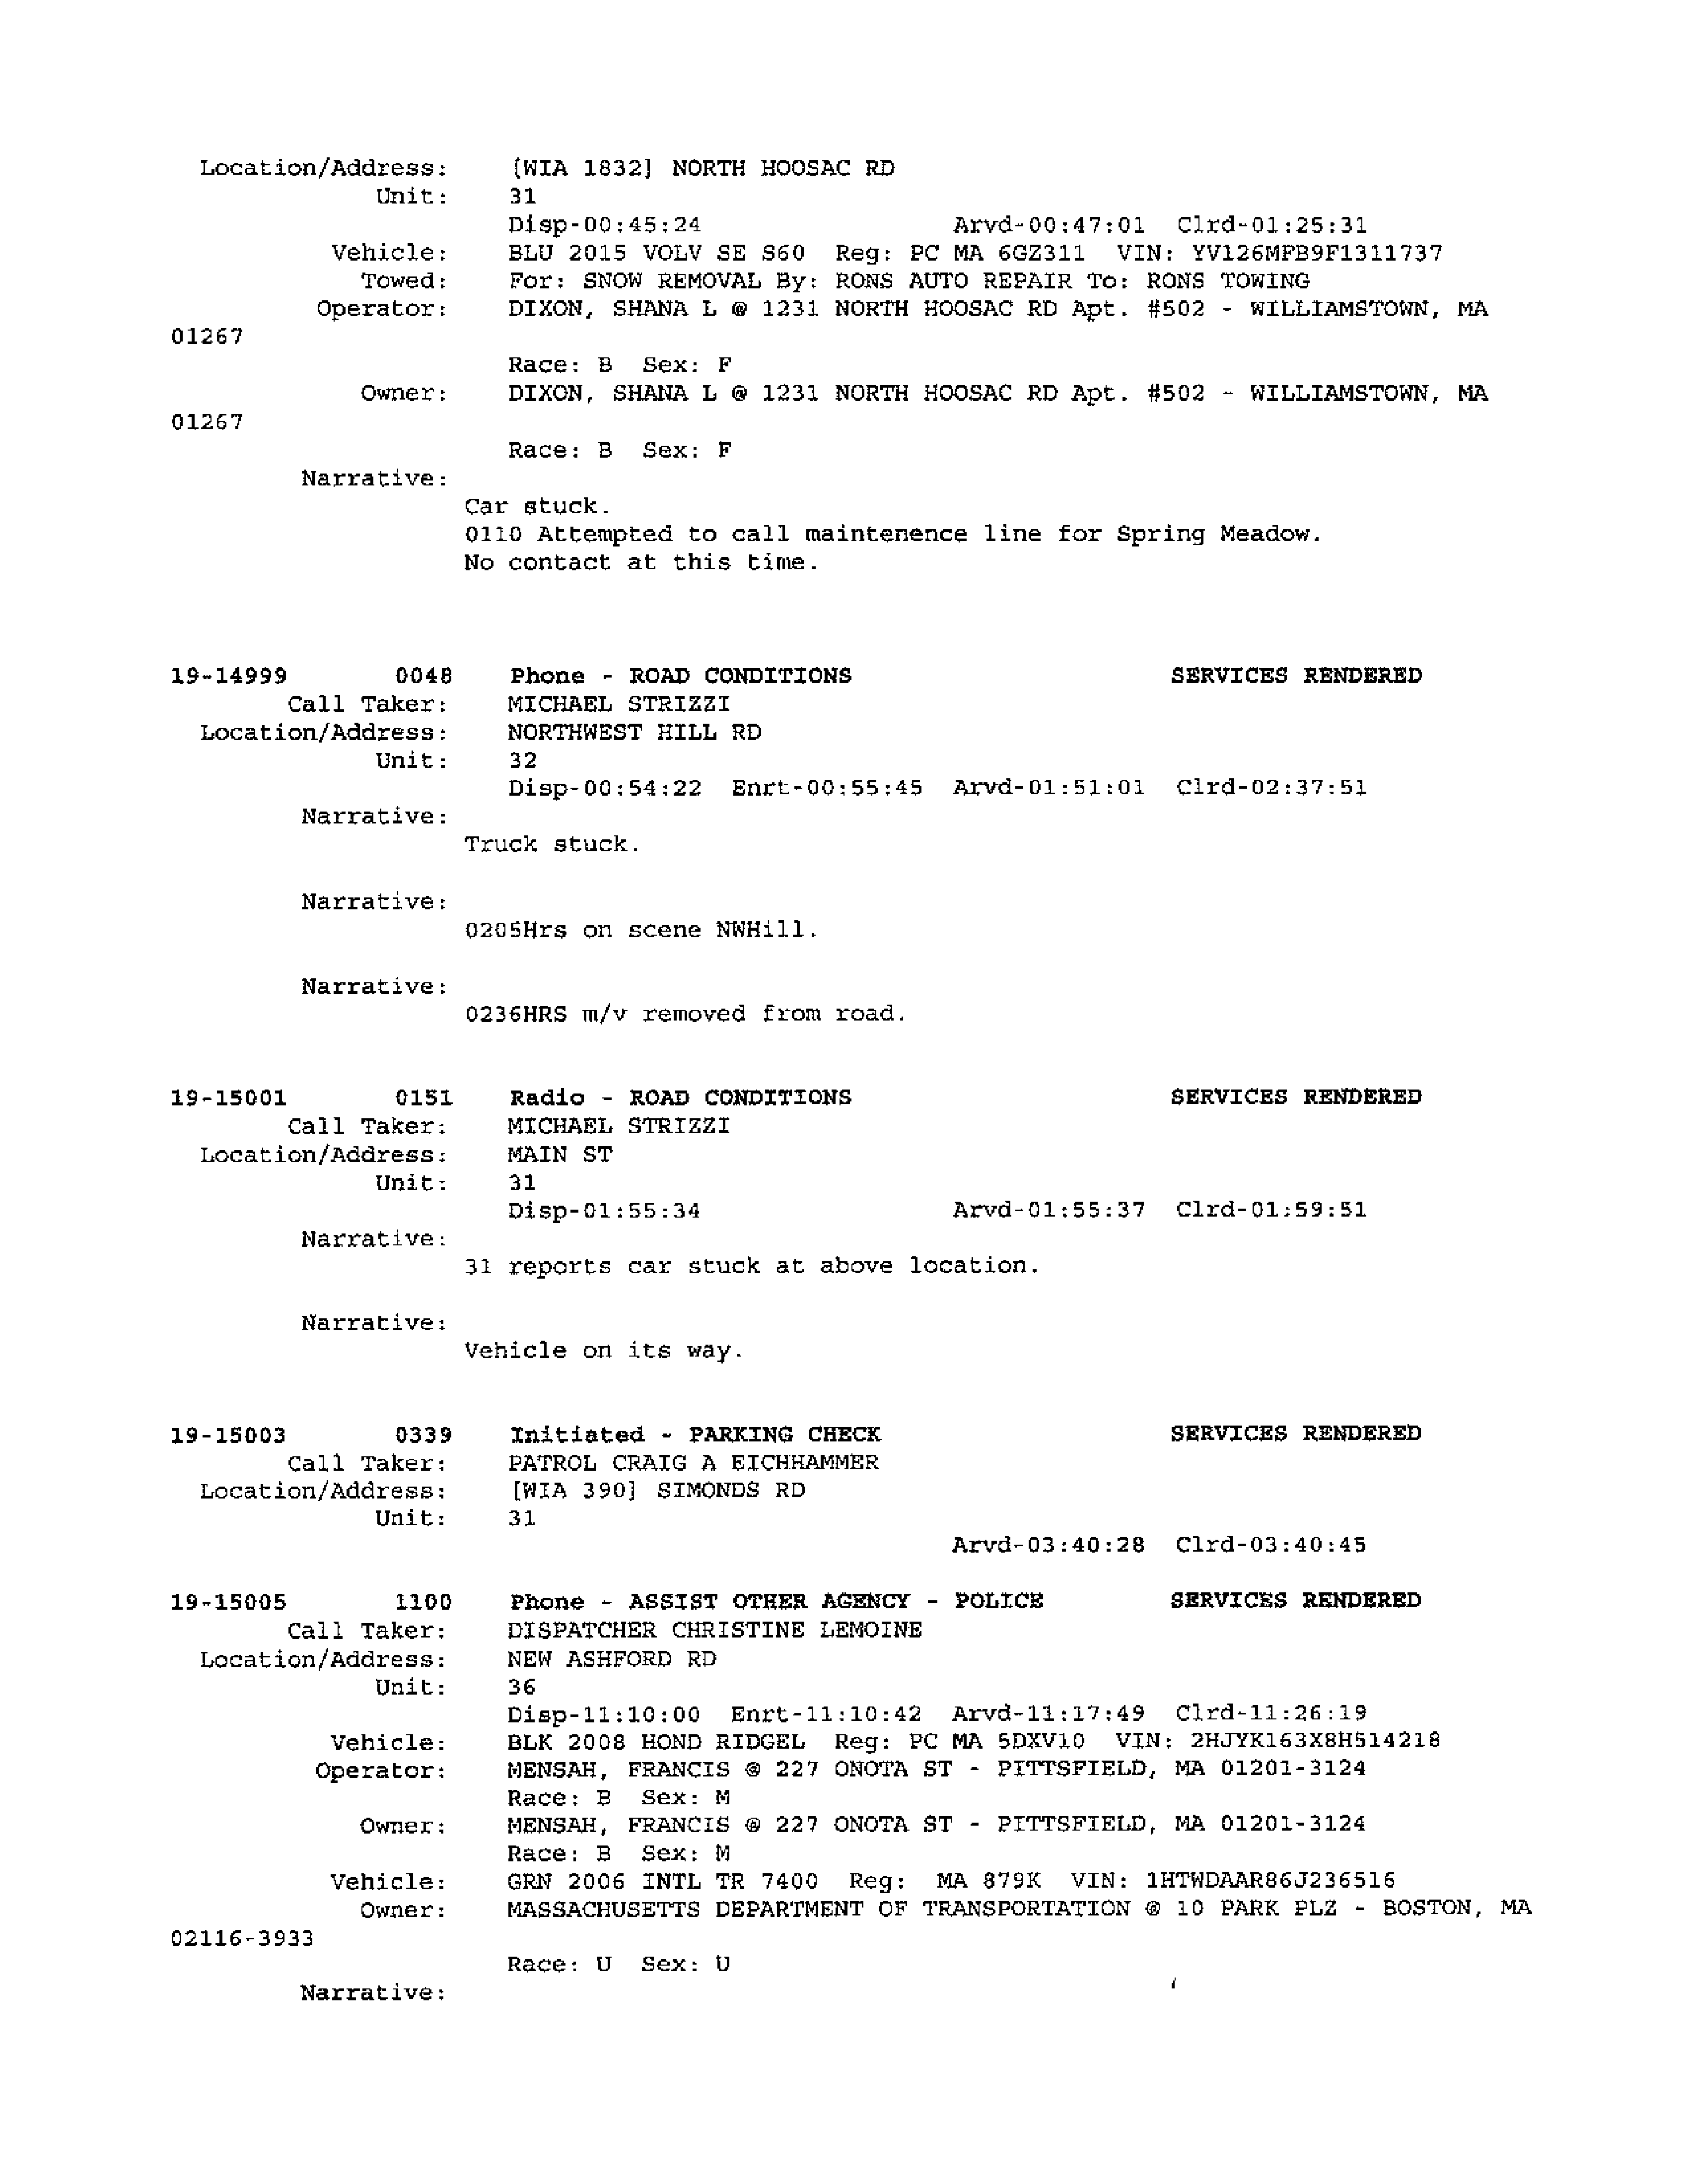 Location/Address: [WIA 1832] NORTH HOOSAC RD
Unit: 31
Disp-00:45:24 Arvd-00:47:01 Clrd-01:25:31
Vehicle: BLU 2015 VOLV SE S60 Reg: PC MA 6GZ311 VIN: YV126MFB9F1311737
Towed: For: SNOW REMOVAL By: RONS AUTO REPAIR To: RONS TOWING
Operator: DIXON, SHANA L @ 1231 NORTH HOOSAC RD Apt. #502 - WILLIAMSTOWN, MA
01267
Race: B Sex: F
Owner: DIXON, SHANA L @ 1231 NORTH HOOSAC RD Apt. #502 - WILLIAMSTOWN, MA
01267
Race: B Sex: F
Narrative:
Car stuck.
0110 Attempted to call maintenence line for Spring Meadow.
No contact at this time.
19-14999 0048 Phone - ROAD CONDITIONS SERVICES RENDERED
Call Taker: MICHAEL STRIZZI
Location/Address: NORTHWEST HILL RD
Unit: 32
Disp-00:54:22 Enrt-00:55:45 Arvd-01:51:01 Clrd-02:37:51
Narrative:
Truck stuck.
Narrative:
0205Hrs on scene NWHill.
Narrative:
0236HRS m/v removed from road.
19-15001 0151 Radio - ROAD CONDITIONS SERVICES RENDERED
Call Taker: MICHAEL STRIZZI
Location/Address: MAIN ST
Unit: 31
Disp-01:55:34 Arvd-01:55:37 Clrd-01:59:51
Narrative:
31 reports car stuck at above location.
Narrative:
Vehicle on its way.
19-15003 0339 Initiated - PARKING CHECK SERVICES RENDERED
Call Taker: PATROL CRAIG A EICHHAMMER
Location/Address: [WIA 390] SIMONDS RD
Unit: 31
Arvd-03:40:28 Clrd-03:40:45
19-15005 1100 Phone - ASSIST OTHER AGENCY - POLICE SERVICES RENDERED
Call Taker: DISPATCHER CHRISTINE LEMOINE
Location/Address: NEW ASHFORD RD
Unit: 36
Disp-11:10:00 Enrt-11:10:42 Arvd-11:17:49 Clrd-11:26:19
Vehicle: BLK 2008 HOND RIDGEL Reg: PC MA 5DXV10 VIN: 2HJYK163X8H514218
Operator: MENSAH, FRANCIS @ 227 ONOTA ST - PITTSFIELD, MA 01201-3124
Race: B Sex: M
Owner: MENSAH, FRANCIS @ 227 ONOTA ST - PITTSFIELD, MA 01201-3124
Race: B Sex: M
Vehicle: GRN 2006 INTL TR 7400 Reg: MA 879K VIN: 1HTWDAAR86J236516
Owner: MASSACHUSETTS DEPARTMENT OF TRANSPORTATION @ 10 PARK PLZ - BOSTON, MA
02116-3933
Race: U Sex: U
Narrative: